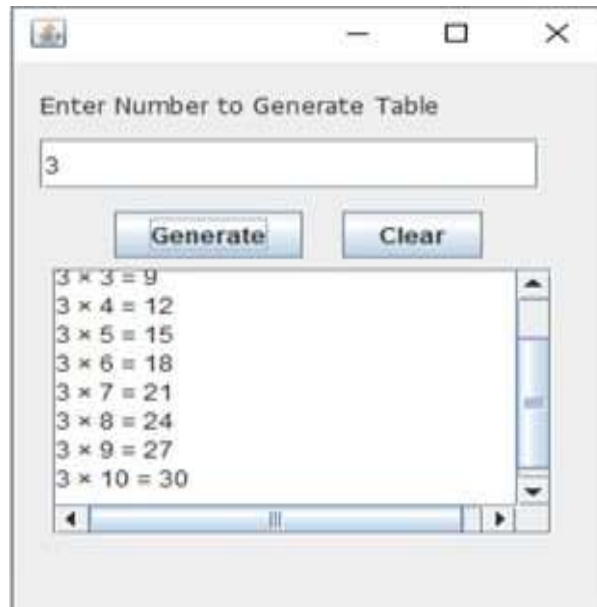 Enter Number to Generate Table
3
Generate Clear
3 × 3 = 9
3 × 4 = 12
3 × 5 = 15
3 × 6 = 18
3 × 7 = 21
3 × 8 = 24
3 × 9 = 27
3 × 10 = 30